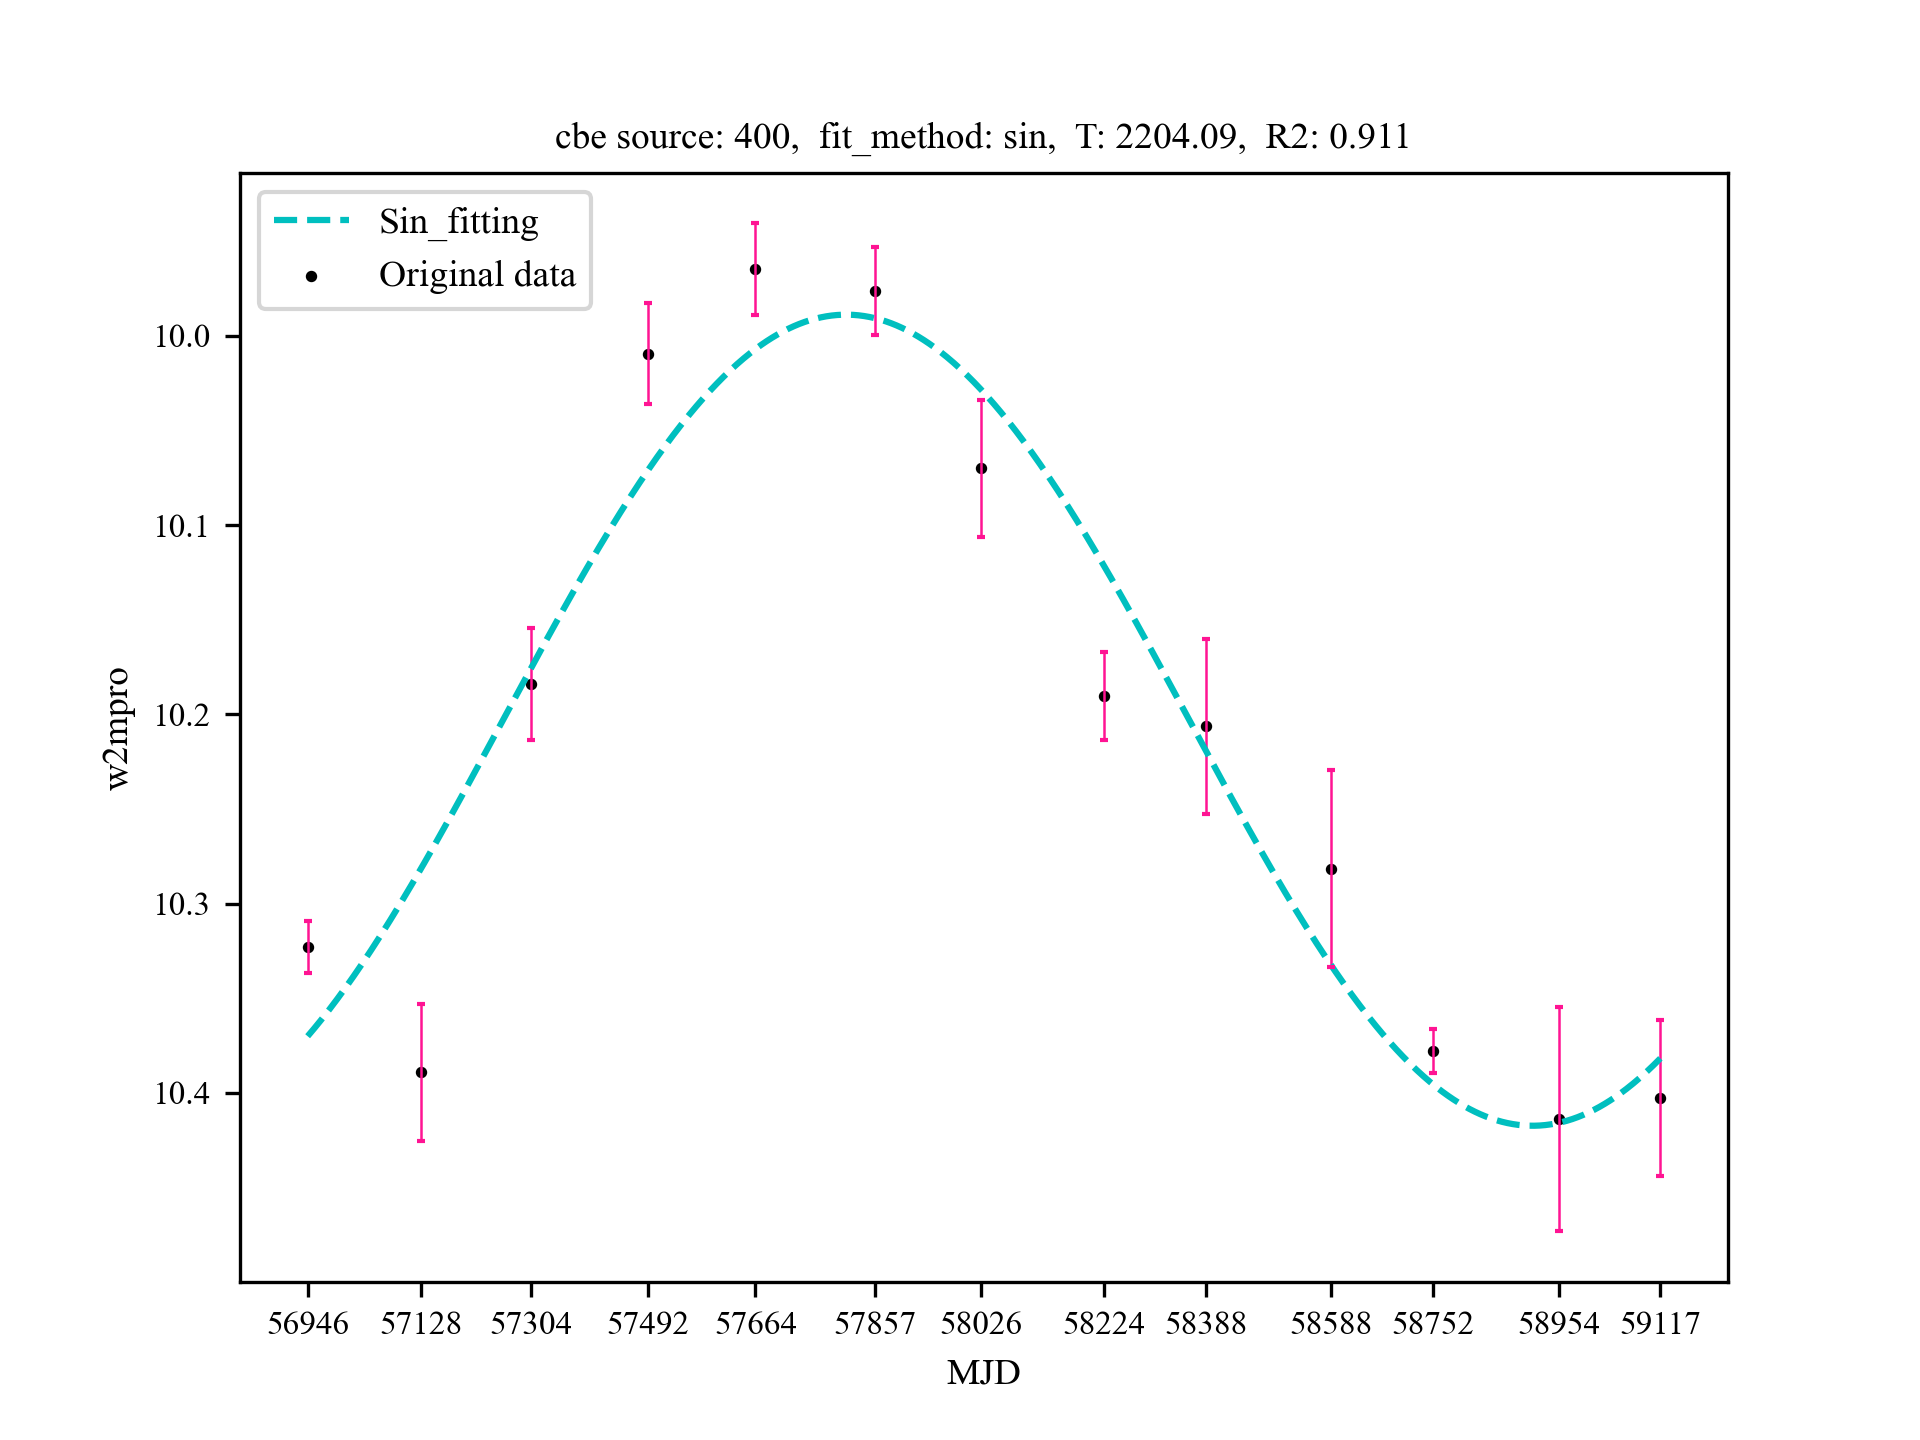 cbe source: 400,  fit_method: sin,  T: 2204.09,  R2: 0.911
Sin_fitting
Original data
10.0
10.1
10.2
10.3
10.4
w2mpro
56946 57128 57304 57492 57664 57857 58026 58224 58388 58588 58752 58954 59117
MJD